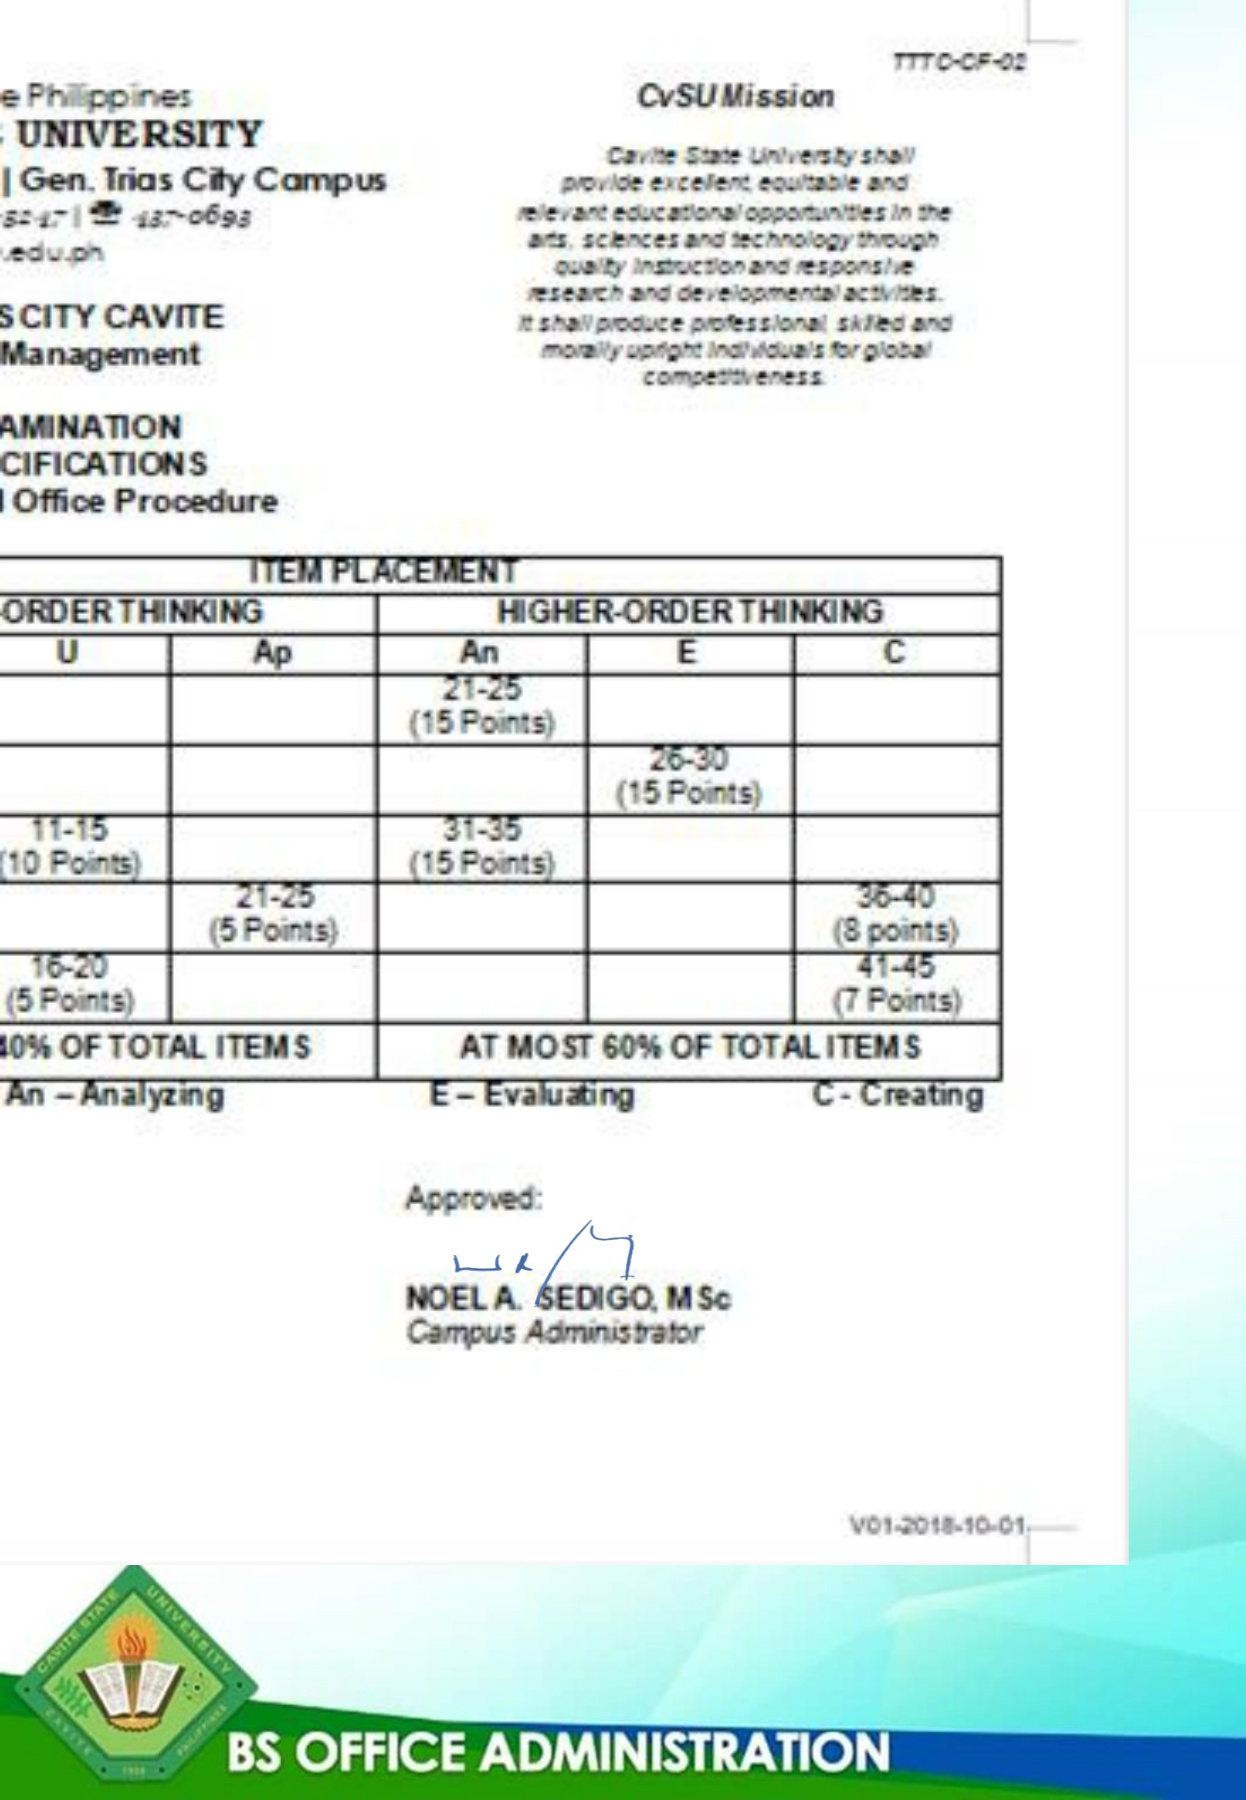 TTTC-CF-02
e Philippines
UNIVERSITY
| Gen. Trias City Campus
437-0693
.edu.ph
CvSU Mission
Cavite State University shall
provide excellent, equitable and
relevant educational opportunities in the
arts, sciences and technology through
quality instruction and responsive
research and developmental activities.
It shall produce professional, skilled and
morally upright individuals for global
competitiveness.
S CITY CAVITE
Management
AMINATION
CIFICATIONS
Office Procedure
ITEM PLACEMENT
-ORDER THINKING HIGHER-ORDER THINKING
U Ap An E C
21-25
(15 Points)
26-30
(15 Points)
11-15 31-35
(10 Points) (15 Points)
21-25 36-40
(5 Points) (8 points)
16-20 41-45
(5 Points) (7 Points)
40% OF TOTAL ITEMS AT MOST 60% OF TOTAL ITEMS
An – Analyzing E – Evaluating C - Creating
Approved:
NOEL A. SEDIGO, MSc
Campus Administrator
V01-2018-10-01
CAVITE STATE UNIVERSITY
CAVITE PHILIPPINES
1906
BS OFFICE ADMINISTRATION